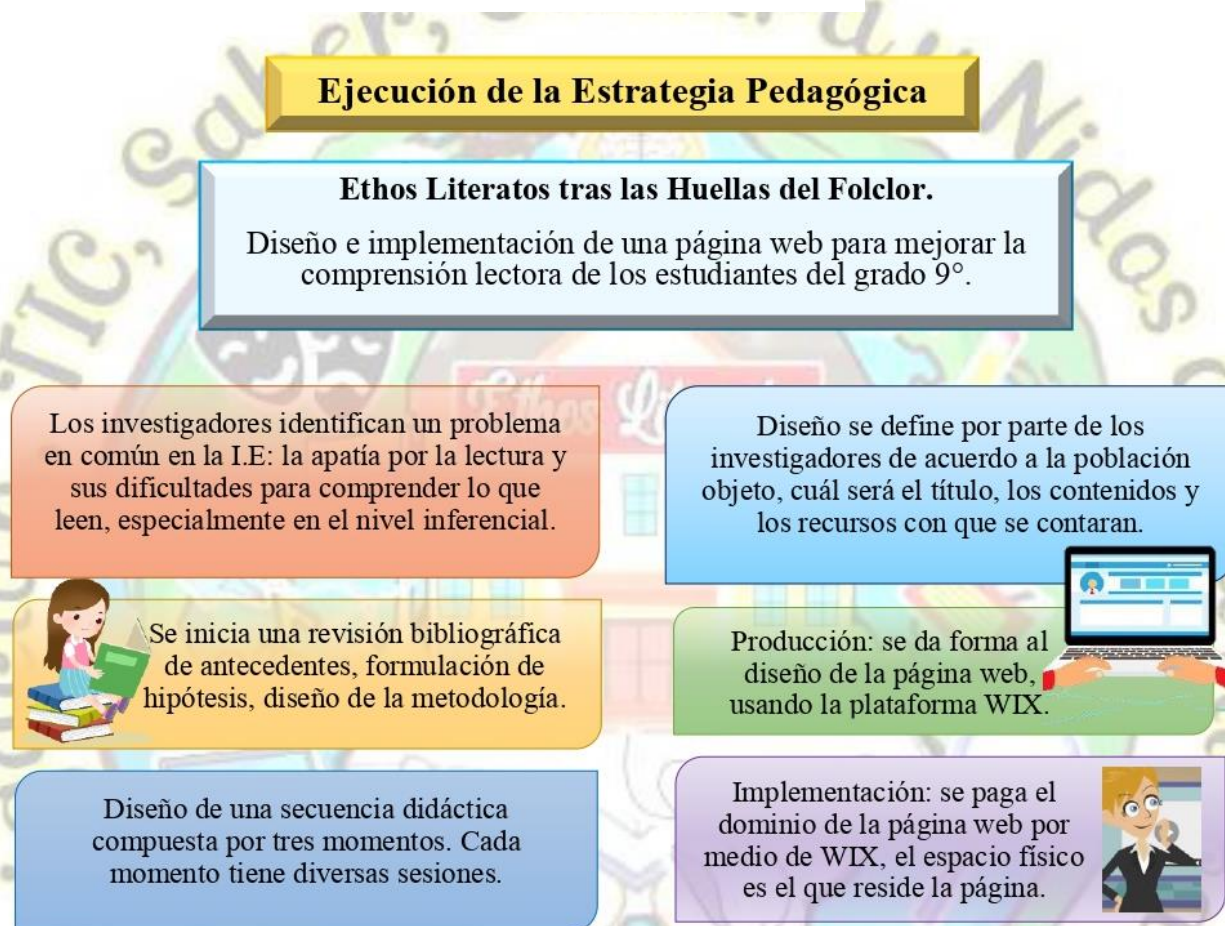 Ejecución de la Estrategia Pedagógica
Ethos Literatos tras las Huellas del Folclor.
Diseño e implementación de una página web para mejorar la
comprensión lectora de los estudiantes del grado 9°.
Los investigadores identifican un problema
en común en la I.E: la apatía por la lectura y
sus dificultades para comprender lo que
leen, especialmente en el nivel inferencial.
Se inicia una revisión bibliográfica
de antecedentes, formulación de
hipótesis, diseño de la metodología.
Diseño de una secuencia didáctica
compuesta por tres momentos. Cada
momento tiene diversas sesiones.
Diseño se define por parte de los
investigadores de acuerdo a la población
objeto, cuál será el título, los contenidos y
los recursos con que se contaran.
Producción: se da forma al
diseño de la página web,
usando la plataforma WIX.
Implementación: se paga el
dominio de la página web por
medio de WIX, el espacio físico
es el que reside la página.
TIC, Saber,
Nidos
Ethos